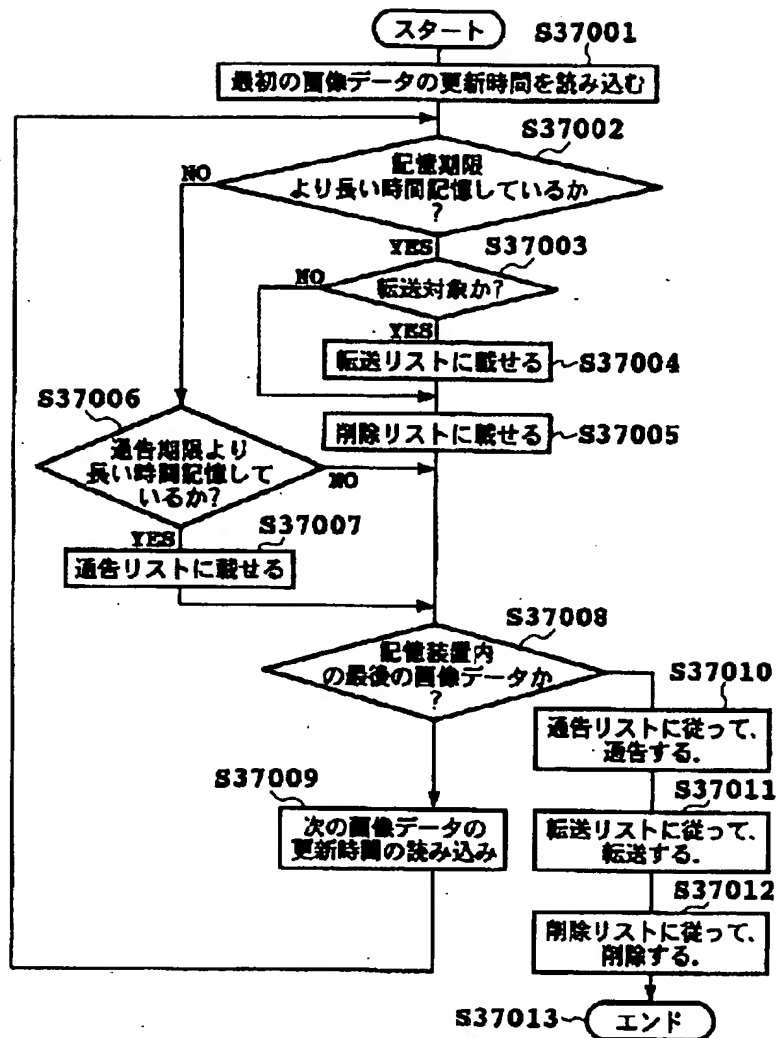 スタート
S37001
最初の画像データの更新時間を読み込む
S37002
記憶期限
より長い時間記憶しているか
?
NO
YES
S37003
転送対象か?
NO
YES
転送リストに載せる
S37004
削除リストに載せる
S37005
S37006
通告期限より
長い時間記憶して
いるか?
NO
YES
S37007
通告リストに載せる
S37008
記憶装置内
の最後の画像データか
?
S37009
次の画像データの
更新時間の読み込み
S37010
通告リストに従って、
通告する.
S37011
転送リストに従って、
転送する.
S37012
削除リストに従って、
削除する.
S37013
エンド